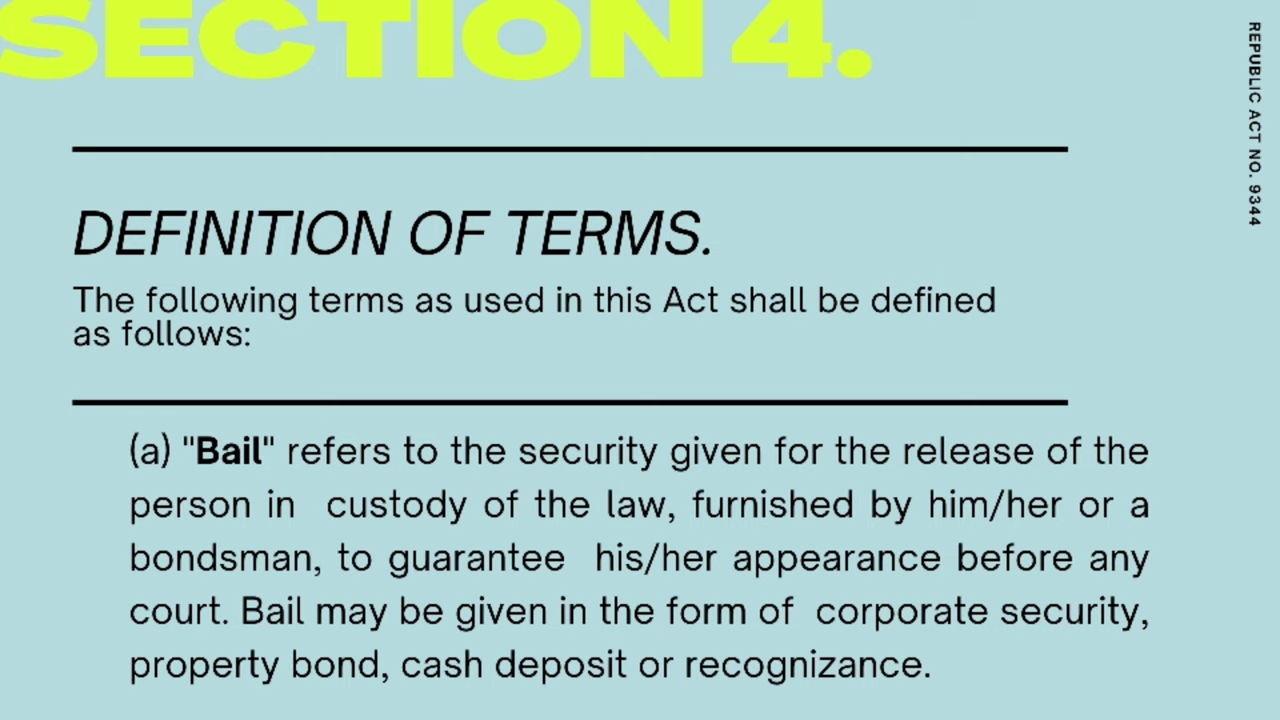 SECTION 4.
REPUBLIC ACT NO. 9344
DEFINITION OF TERMS.
The following terms as used in this Act shall be defined
as follows:
(a) "Bail" refers to the security given for the release of the
person in custody of the law, furnished by him/her or a
bondsman, to guarantee his/her appearance before any
court. Bail may be given in the form of corporate security,
property bond, cash deposit or recognizance.